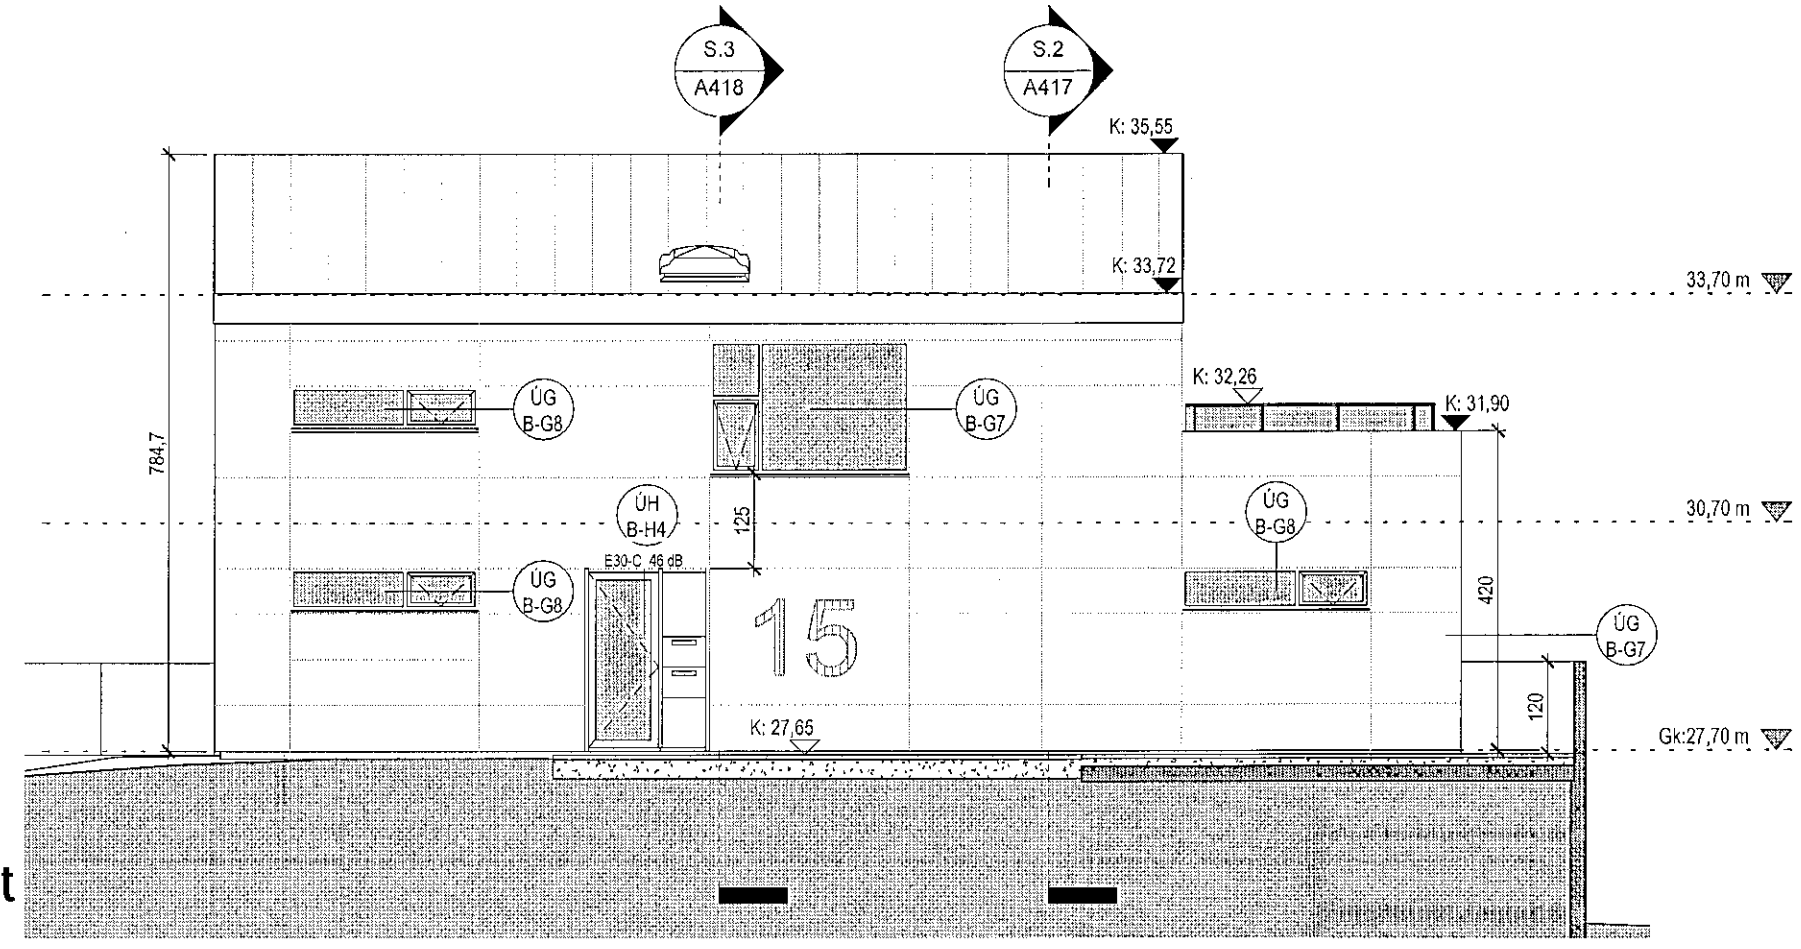 S.3
A418
S.2
A417
K: 35,55
K: 33,72
33,70 m
K: 32,26
K: 31,90
ÚG
B-G8
ÚG
B-G7
784,7
ÚH
B-H4
125
ÚG
B-G8
30,70 m
E30-C 46 dB
ÚG
B-G8
420
15
ÚG
B-G7
120
K: 27,65
Gk:27,70 m
t